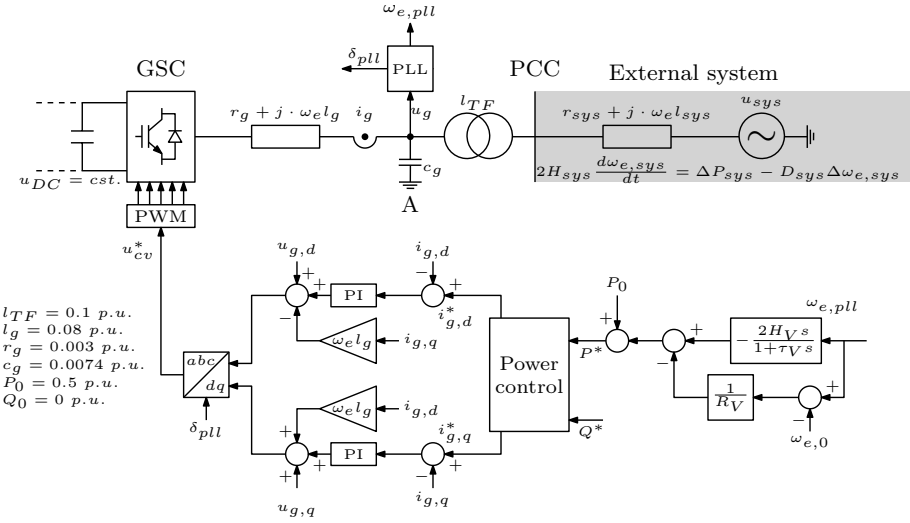 ω_{e,pll}
GSC
δ_{pll}
PLL
PCC
External system
r_g + j · ω_e l_g
i_g
u_g
l_{TF}
r_{sys} + j · ω_e l_{sys}
u_{sys}
~
c_g
2H_{sys} \frac{dω_{e,sys}}{dt} = ΔP_{sys} − D_{sys}Δω_{e,sys}
u_{DC} = cst.
A
PWM
u*_{cv}
u_{g,d}
i_{g,d}
+
−
+
PI
+
+
i*_{g,d}
−
ω_e l_g
i_{g,q}
l_{TF} = 0.1 p.u.
l_g = 0.08 p.u.
r_g = 0.003 p.u.
c_g = 0.0074 p.u.
P_0 = 0.5 p.u.
Q_0 = 0 p.u.
abc
dq
δ_{pll}
P_0
ω_{e,pll}
+
+
+
−\frac{2H_V s}{1+τ_V s}
Power
control
P*
−
\frac{1}{R_V}
+
−
ω_{e,0}
Q*
ω_e l_g
i_{g,d}
+
i*_{g,q}
+
PI
+
+
−
u_{g,q}
i_{g,q}